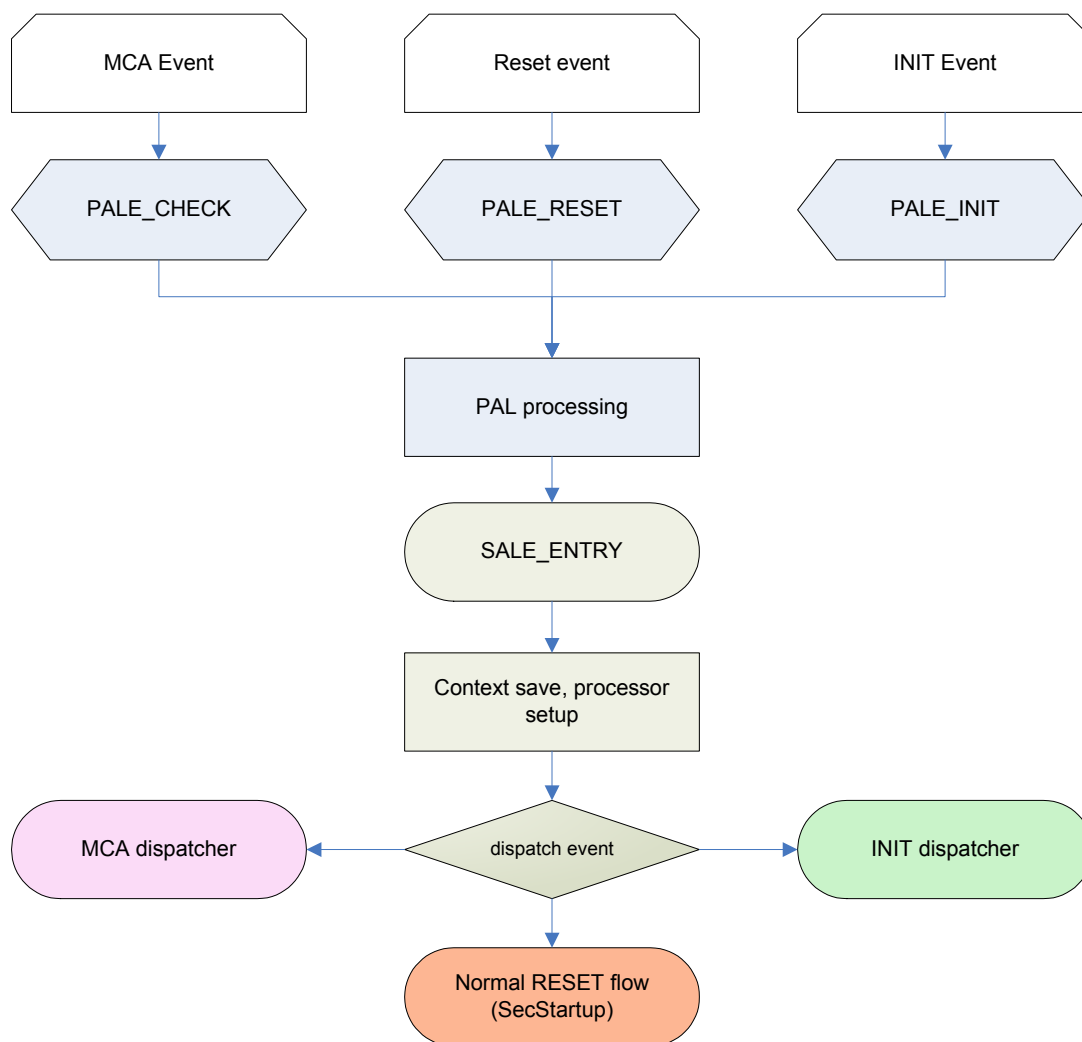 MCA Event
Reset event
INIT Event
PALE_CHECK
PALE_RESET
PALE_INIT
PAL processing
SALE_ENTRY
Context save, processor
setup
MCA dispatcher
dispatch event
INIT dispatcher
Normal RESET flow
(SecStartup)